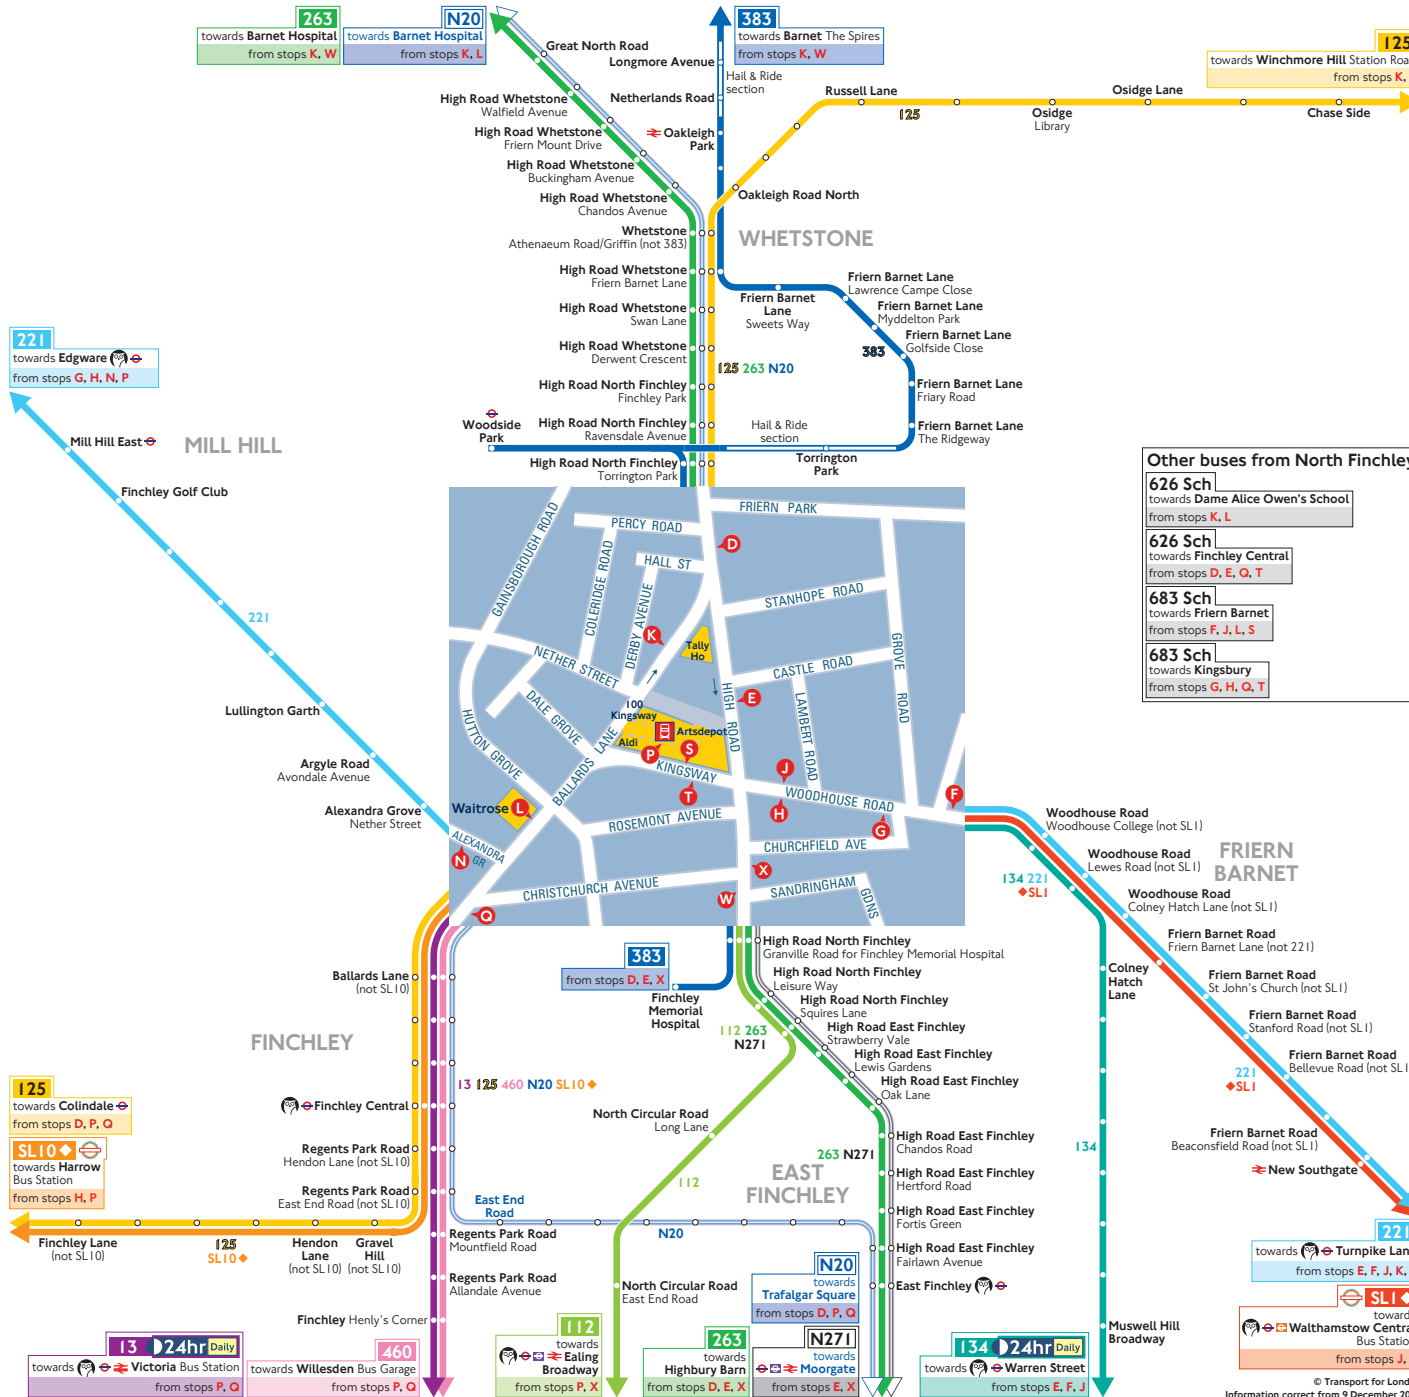 263
towards Barnet Hospital
from stops K, W
N20
towards Barnet Hospital
from stops K, L
383
towards Barnet The Spires
from stops K, W
125
towards Winchmore Hill Station Roa
from stops K,
Great North Road
Longmore Avenue
Hail & Ride
section
Netherlands Road
Oakleigh
Park
High Road Whetstone
Walfield Avenue
High Road Whetstone
Friern Mount Drive
High Road Whetstone
Buckingham Avenue
High Road Whetstone
Chandos Avenue
Whetstone
Athenaeum Road/Griffin (not 383)
High Road Whetstone
Friern Barnet Lane
High Road Whetstone
Swan Lane
High Road Whetstone
Derwent Crescent
High Road North Finchley
Finchley Park
High Road North Finchley
Ravensdale Avenue
High Road North Finchley
Torrington Park
Russell Lane
125
Osidge
Library
Osidge Lane
Chase Side
Oakleigh Road North
WHETSTONE
Friern Barnet
Lane
Sweets Way
Friern Barnet Lane
Lawrence Campe Close
Friern Barnet Lane
Myddelton Park
Friern Barnet Lane
Golfside Close
383
Friern Barnet Lane
Friary Road
Friern Barnet Lane
The Ridgeway
125 263 N20
Woodside
Park
Hail & Ride
section
Torrington
Park
221
towards Edgware
from stops G, H, N, P
Mill Hill East
MILL HILL
Finchley Golf Club
221
Lullington Garth
Argyle Road
Avondale Avenue
Alexandra Grove
Nether Street
Other buses from North Finchley
626 Sch
towards Dame Alice Owen's School
from stops K, L
626 Sch
towards Finchley Central
from stops D, E, Q, T
683 Sch
towards Friern Barnet
from stops F, J, L, S
683 Sch
towards Kingsbury
from stops G, H, Q, T
FRIERN PARK
PERCY ROAD
GAINSBOROUGH ROAD
COLERIDGE ROAD
HALL ST
DERBY AVENUE
D
STANHOPE ROAD
GROVE ROAD
K
Tally
Ho
CASTLE ROAD
NETHER STREET
DALE GROVE
HUTTON GROVE
100
Kingsway
Artsdepot
Aldi
HIGH ROAD
E
LAMBERT ROAD
P
S
KINGSWAY
T
J
H
WOODHOUSE ROAD
G
F
BALLARDS LANE
Waitrose
L
ROSEMONT AVENUE
CHURCHFIELD AVE
ALEXANDRA
GR
N
CHRISTCHURCH AVENUE
X
W
SANDRINGHAM
GDNS
Q
Woodhouse Road
Woodhouse College (not SL1)
Woodhouse Road
Lewes Road (not SL1)
Woodhouse Road
Colney Hatch Lane (not SL1)
Friern Barnet Road
Friern Barnet Lane (not 221)
Friern Barnet Road
St John's Church (not SL1)
Friern Barnet Road
Stanford Road (not SL1)
Friern Barnet Road
Bellevue Road (not SL1
Friern Barnet Road
Beaconsfield Road (not SL1)
New Southgate
FRIERN
BARNET
134 221
SL1
Colney
Hatch
Lane
221
SL1
134
Muswell Hill
Broadway
Ballards Lane
(not SL10)
FINCHLEY
Finchley Central
Regents Park Road
Hendon Lane (not SL10)
Regents Park Road
East End Road (not SL10)
13 125 460 N20 SL10
125
towards Colindale
from stops D, P, Q
SL10
towards Harrow
Bus Station
from stops H, P
Finchley Lane
(not SL10)
125
SL10
Hendon
Lane
(not SL10)
Gravel
Hill
(not SL10)
Regents Park Road
Mountfield Road
Regents Park Road
Allandale Avenue
Finchley Henly's Corner
East End
Road
N20
383
from stops D, E, X
Finchley
Memorial
Hospital
High Road North Finchley
Granville Road for Finchley Memorial Hospital
High Road North Finchley
Leisure Way
High Road North Finchley
Squires Lane
High Road East Finchley
Strawberry Vale
High Road East Finchley
Lewis Gardens
High Road East Finchley
Oak Lane
High Road East Finchley
Chandos Road
High Road East Finchley
Hertford Road
High Road East Finchley
Fortis Green
High Road East Finchley
Fairlawn Avenue
East Finchley
112 263
N271
North Circular Road
Long Lane
263 N271
EAST
FINCHLEY
112
North Circular Road
East End Road
13 24hr Daily
towards Victoria Bus Station
from stops P, Q
460
towards Willesden Bus Garage
from stops P, Q
112
towards
Ealing
Broadway
from stops P, X
263
towards
Highbury Barn
from stops D, E, X
N20
towards
Trafalgar Square
from stops D, P, Q
N271
towards
Moorgate
from stops E, X
134 24hr Daily
towards Warren Street
from stops E, F, J
221
towards Turnpike Lan
from stops E, F, J, K,
SL1
toward
Walthamstow Centra
Bus Statio
from stops J,
© Transport for Lond
Information correct from 9 December 20